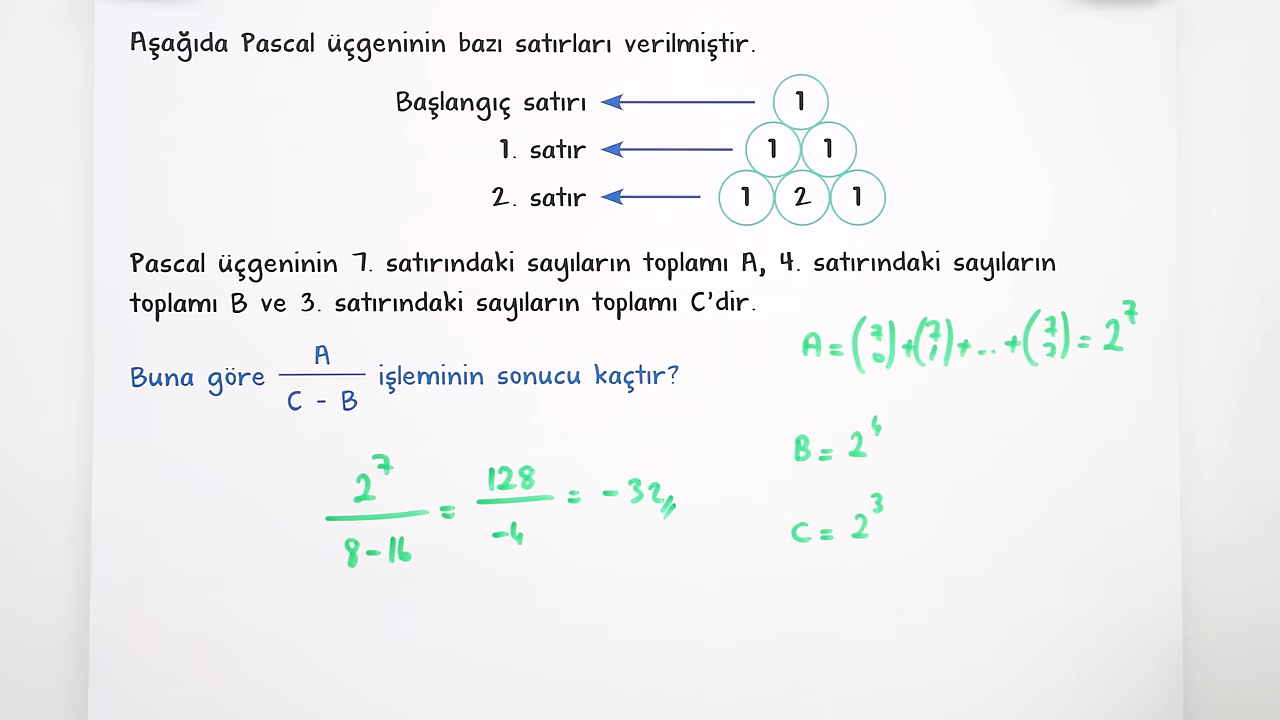 Aşağıda Pascal üçgeninin bazı satırları verilmiştir.
Başlangıç satırı 1
1. satır 1 1
2. satır 1 2 1
Pascal üçgeninin 7. satırındaki sayıların toplamı A, 4. satırındaki sayıların
toplamı B ve 3. satırındaki sayıların toplamı C'dir.
Buna göre A / (C - B) işleminin sonucu kaçtır?
A = (7 0) + (7 1) + ... + (7 7) = 2^7
B = 2^4
C = 2^3
2^7 / (8-16) = 128 / -4 = -32